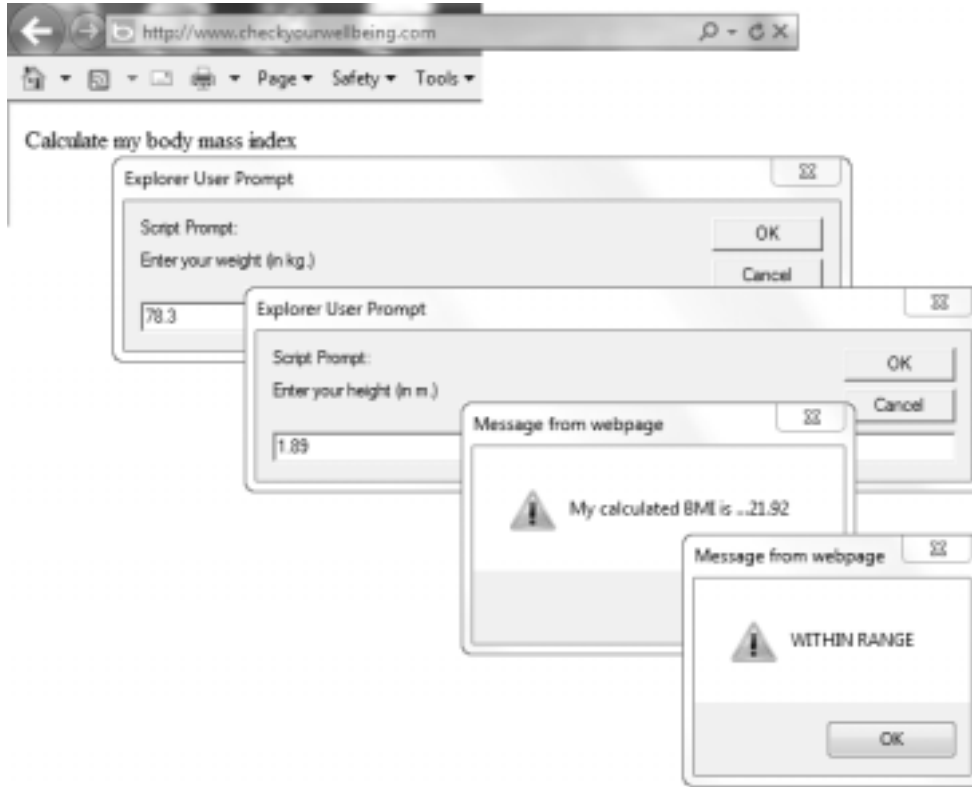 http://www.checkyourwellbeing.com
Page Safety Tools
Calculate my body mass index
Explorer User Prompt
Script Prompt:
OK
Enter your weight (in kg.)
Cancel
78.3
Explorer User Prompt
Script Prompt:
OK
Enter your height (in m.)
Cancel
1.89
Message from webpage
My calculated BMI is ...21.92
Message from webpage
WITHIN RANGE
OK